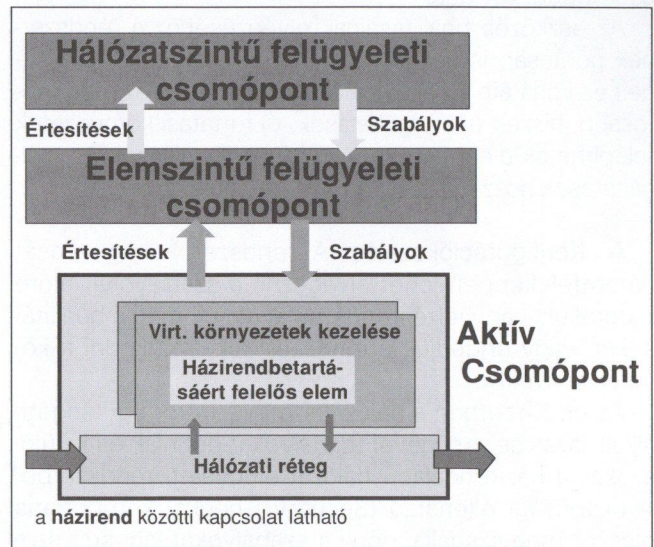 Hálózatszintű felügyeleti
csomópont
Értesítések
Szabályok
Elemszintű felügyeleti
csomópont
Értesítések
Szabályok
Virt. környezetek kezelése
Házirendbetartá-
sáért felelős elem
Hálózati réteg
Aktív
Csomópont
a házirend közötti kapcsolat látható